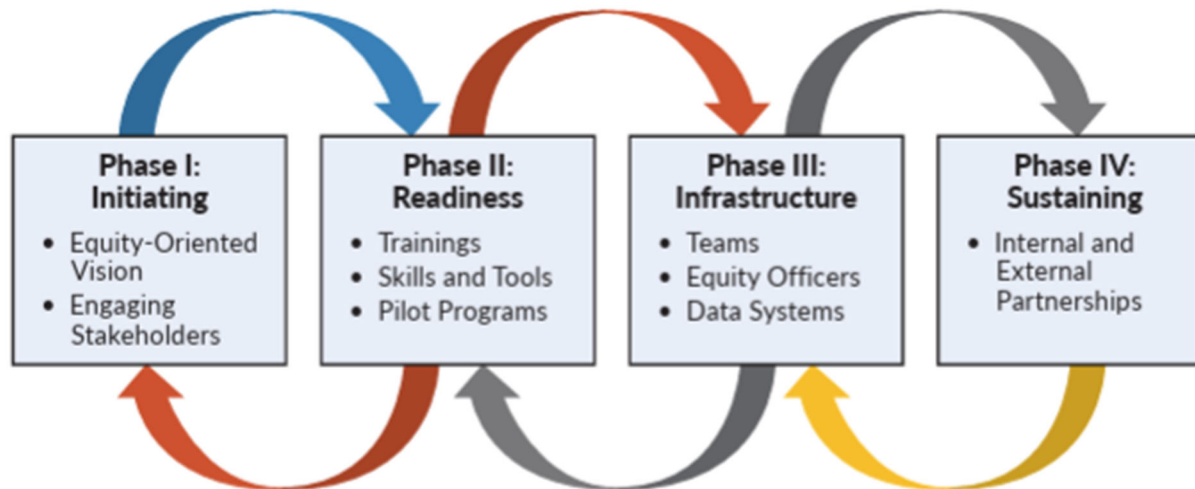 Phase I:
Initiating
• Equity-Oriented
Vision
• Engaging
Stakeholders
Phase II:
Readiness
• Trainings
• Skills and Tools
• Pilot Programs
Phase III:
Infrastructure
• Teams
• Equity Officers
• Data Systems
Phase IV:
Sustaining
• Internal and
External
Partnerships